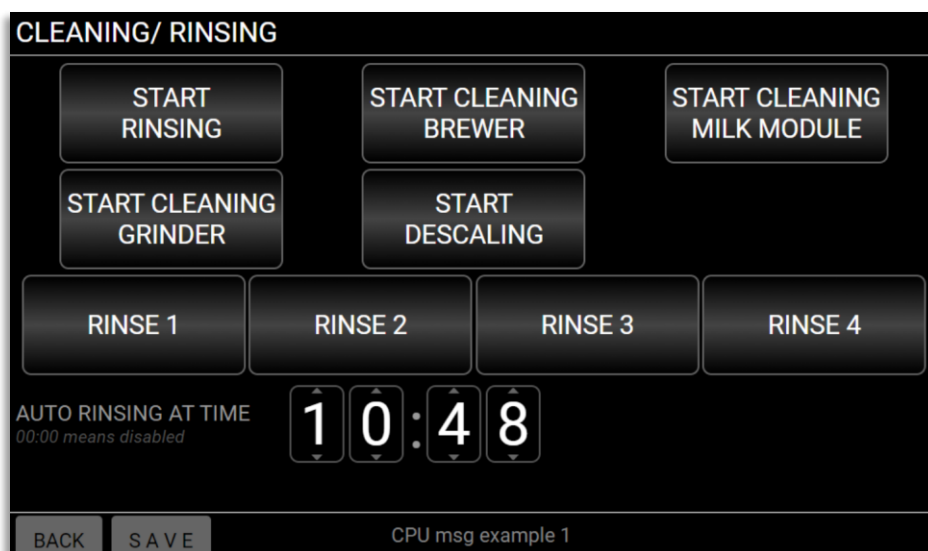 CLEANING/ RINSING
START
RINSING
START CLEANING
BREWER
START CLEANING
MILK MODULE
START CLEANING
GRINDER
START
DESCALING
RINSE 1
RINSE 2
RINSE 3
RINSE 4
AUTO RINSING AT TIME
00:00 means disabled
10:48
BACK
SAVE
CPU msg example 1